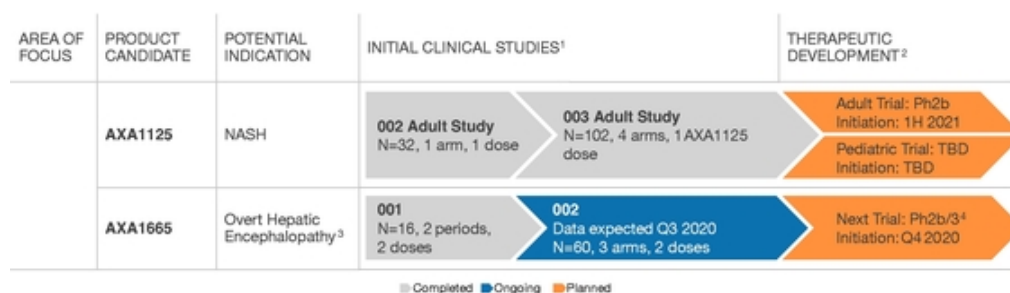 AREA OF
FOCUS
PRODUCT
CANDIDATE
POTENTIAL
INDICATION
INITIAL CLINICAL STUDIES¹
THERAPEUTIC
DEVELOPMENT²
AXA1125
NASH
002 Adult Study
N=32, 1 arm, 1 dose
003 Adult Study
N=102, 4 arms, 1 AXA1125
dose
Adult Trial: Ph2b
Initiation: 1H 2021
Pediatric Trial: TBD
Initiation: TBD
AXA1665
Overt Hepatic
Encephalopathy³
001
N=16, 2 periods,
2 doses
002
Data expected Q3 2020
N=60, 3 arms, 2 doses
Next Trial: Ph2b/3⁴
Initiation: Q4 2020
Completed Ongoing Planned